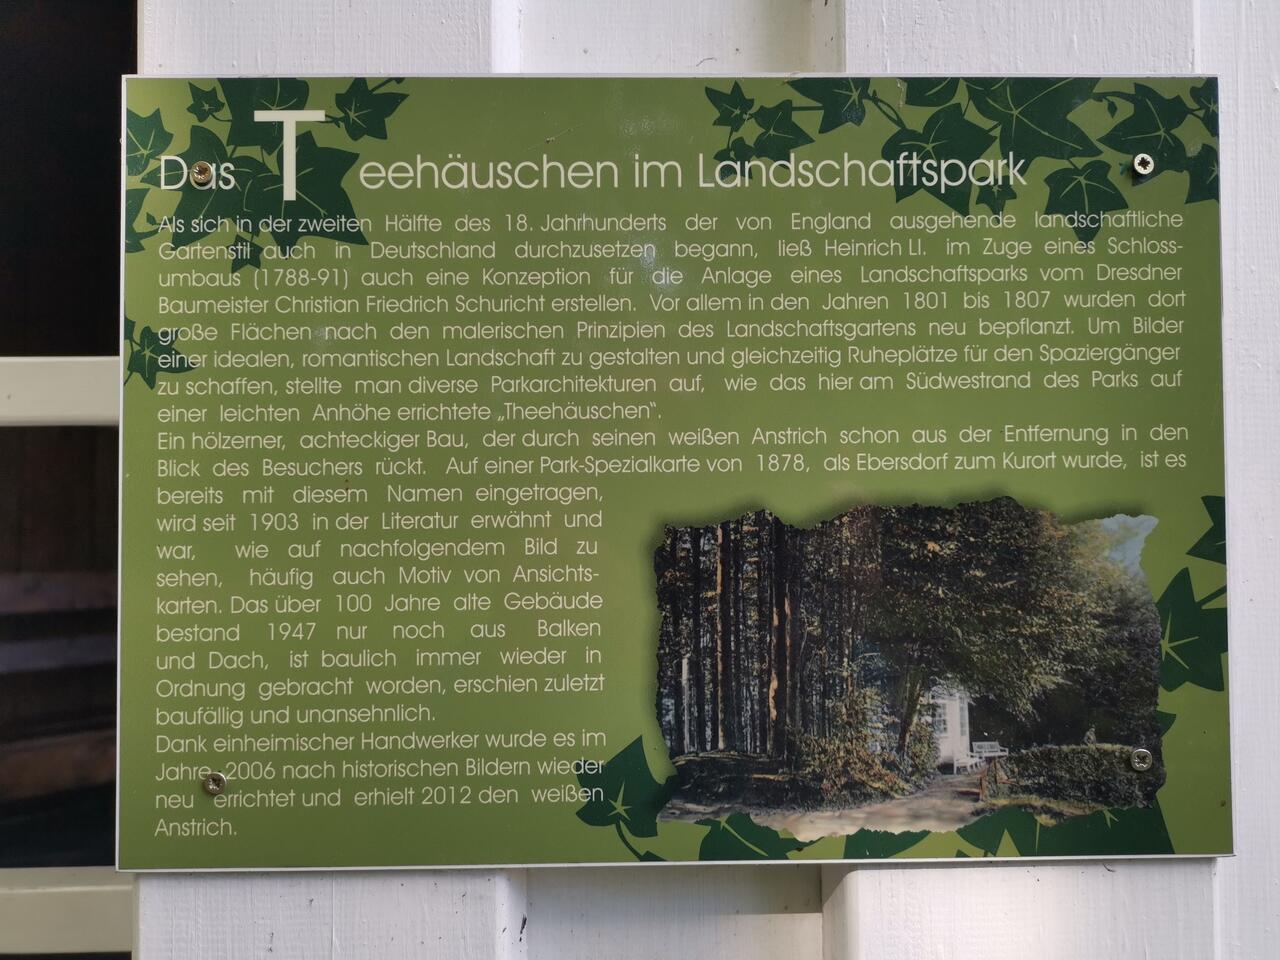 Das Teehäuschen im Landschaftspark
Als sich in der zweiten Hälfte des 18. Jahrhunderts der von England ausgehende landschaftliche
Gartenstil auch in Deutschland durchzusetzen begann, ließ Heinrich LI. im Zuge eines Schloss-
umbaus (1788-91) auch eine Konzeption für die Anlage eines Landschaftsparks vom Dresdner
Baumeister Christian Friedrich Schuricht erstellen. Vor allem in den Jahren 1801 bis 1807 wurden dort
große Flächen nach den malerischen Prinzipien des Landschaftsgartens neu bepflanzt. Um Bilder
einer idealen, romantischen Landschaft zu gestalten und gleichzeitig Ruheplätze für den Spaziergänger
zu schaffen, stellte man diverse Parkarchitekturen auf, wie das hier am Südwestrand des Parks auf
einer leichten Anhöhe errichtete „Theehäuschen".
Ein hölzerner, achteckiger Bau, der durch seinen weißen Anstrich schon aus der Entfernung in den
Blick des Besuchers rückt. Auf einer Park-Spezialkarte von 1878, als Ebersdorf zum Kurort wurde, ist es
bereits mit diesem Namen eingetragen,
wird seit 1903 in der Literatur erwähnt und
war, wie auf nachfolgendem Bild zu
sehen, häufig auch Motiv von Ansichts-
karten. Das über 100 Jahre alte Gebäude
bestand 1947 nur noch aus Balken
und Dach, ist baulich immer wieder in
Ordnung gebracht worden, erschien zuletzt
baufällig und unansehnlich.
Dank einheimischer Handwerker wurde es im
Jahre 2006 nach historischen Bildern wieder
neu errichtet und erhielt 2012 den weißen
Anstrich.